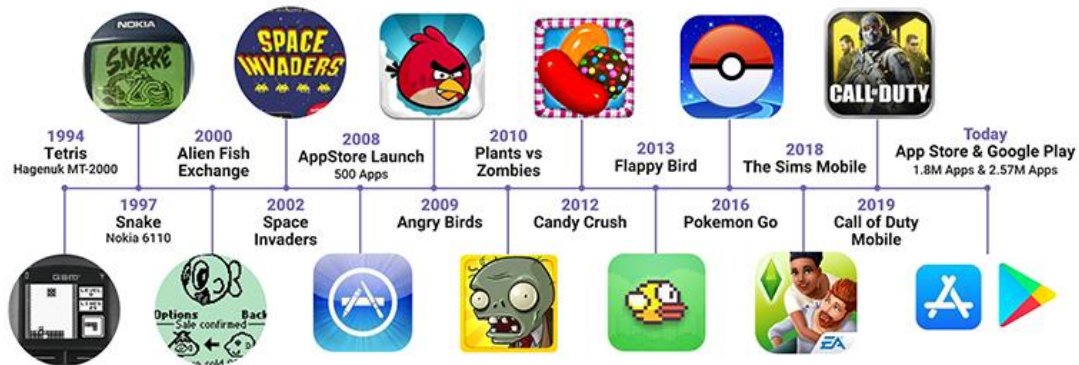 NOKIA
SNAKE
SPACE
INVADERS
CALL OF DUTY
MOBILE
1994
Tetris
Hagenuk MT-2000
2000
Alien Fish
Exchange
2008
AppStore Launch
500 Apps
2010
Plants vs
Zombies
2013
Flappy Bird
2018
The Sims Mobile
Today
App Store & Google Play
1.8M Apps & 2.57M Apps
1997
Snake
Nokia 6110
2002
Space
Invaders
2009
Angry Birds
2012
Candy Crush
2016
Pokemon Go
2019
Call of Duty
Mobile
LEVEL
LINES
Options Back
Sale confirmed
EA